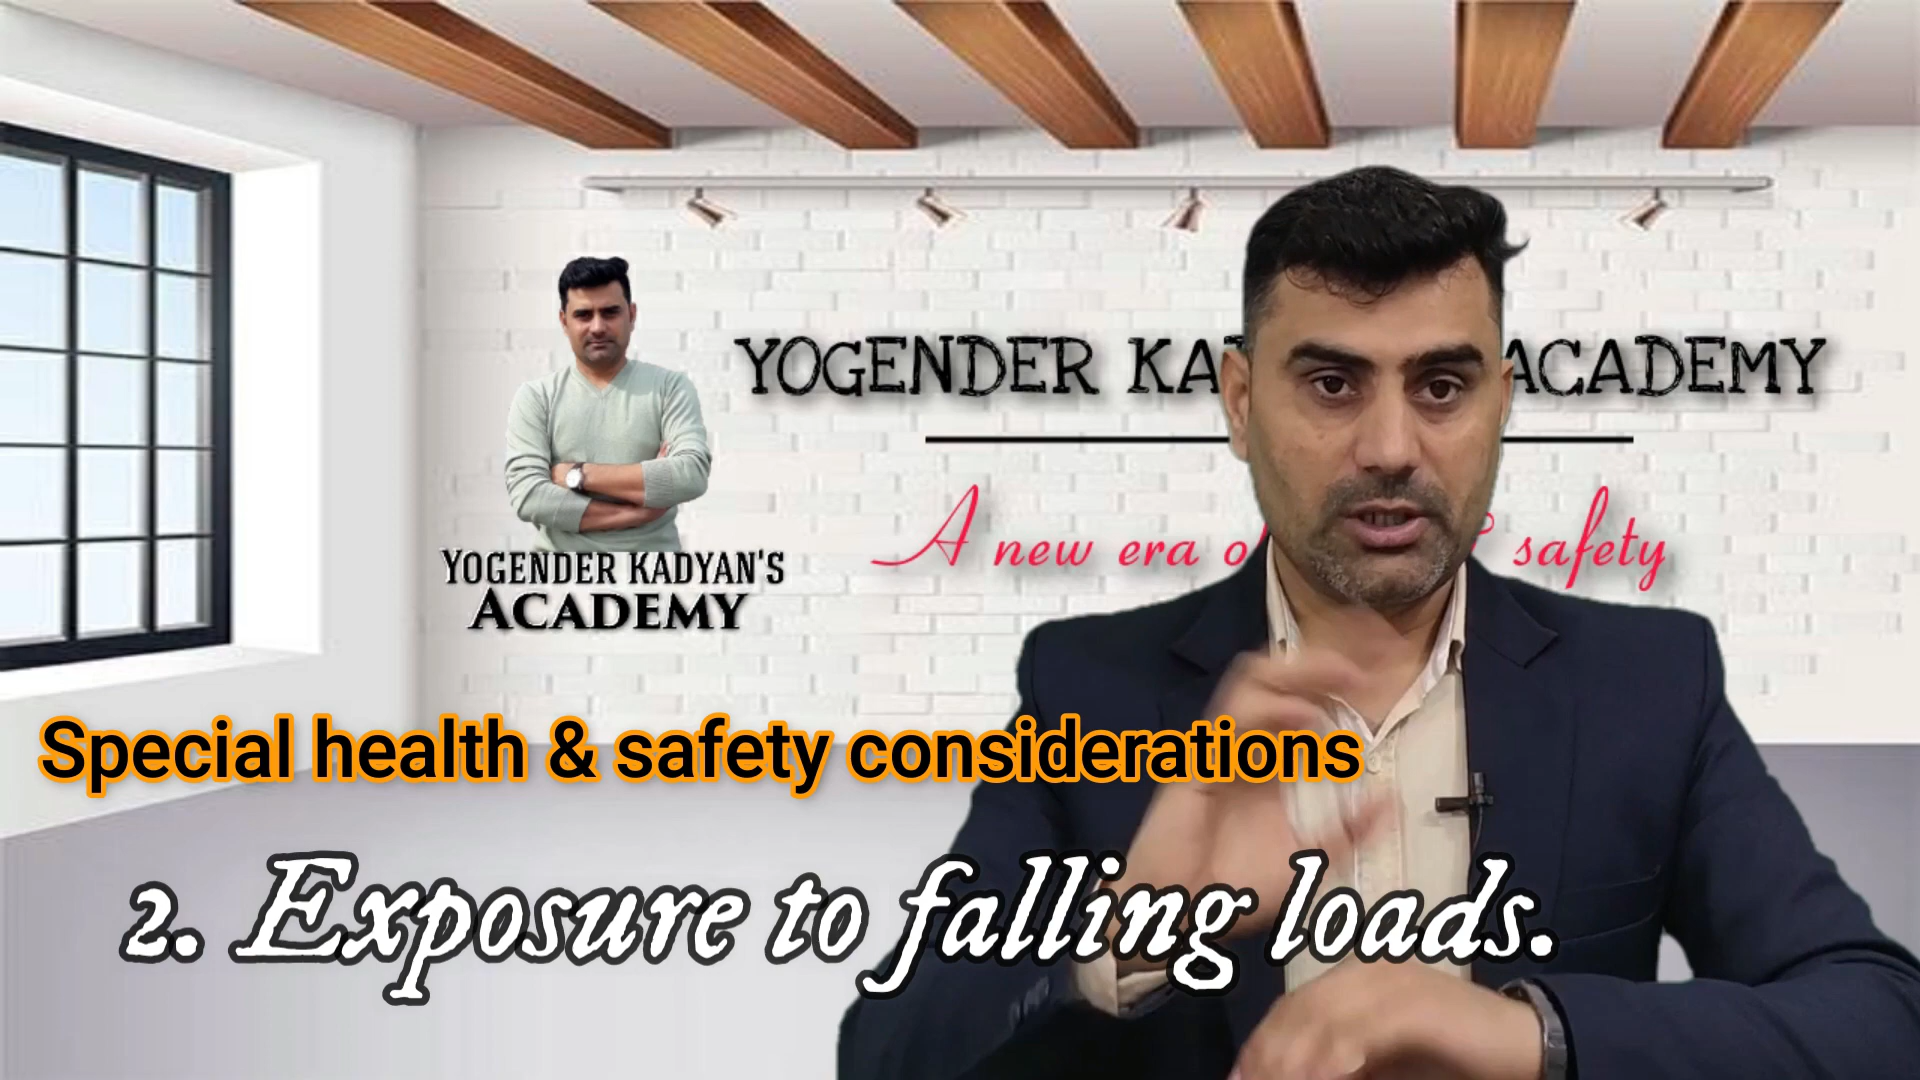 YOGENDER KA ACADEMY
A new era o & safety
YOGENDER KADYAN'S
ACADEMY
Special health & safety considerations
2. Exposure to falling loads.